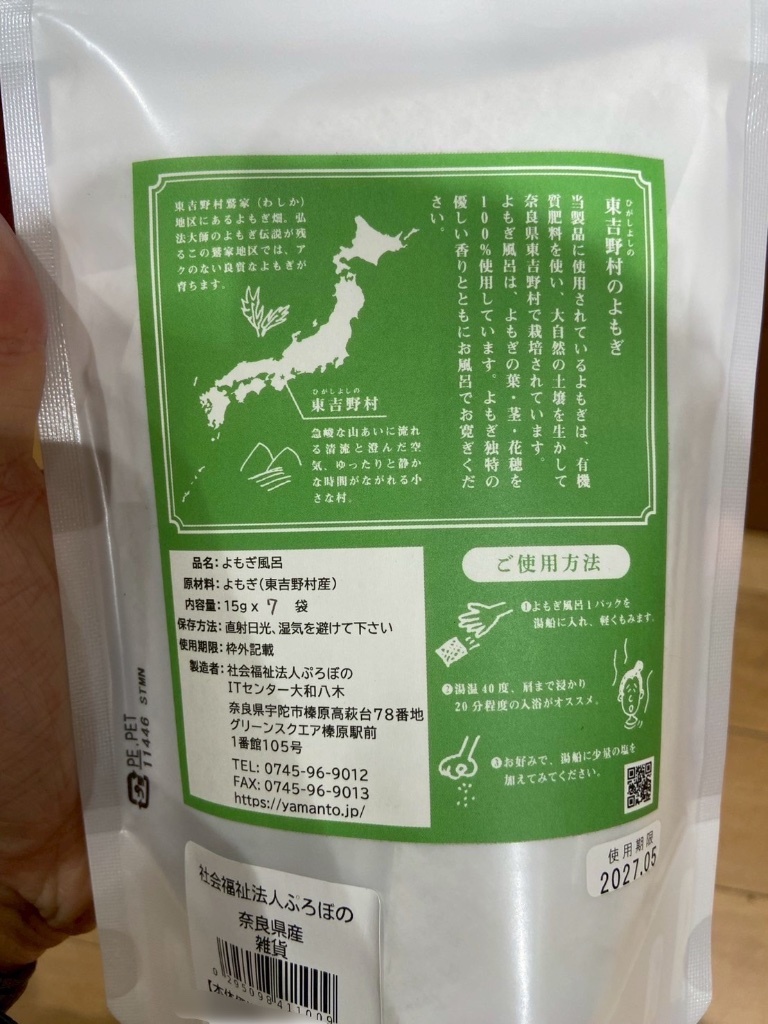 ひがしよしの
東吉野村のよもぎ
当製品に使用されているよもぎは、有機
質肥料を使い、大自然の土壌を生かして
奈良県東吉野村で栽培されています。
よもぎ風呂は、よもぎの葉・茎・花穂を
100%使用しています。よもぎ独特の
優しい香りとともにお風呂でお寛ぎくだ
さい。
東吉野村鷲家（わしか）
地区にあるよもぎ畑。弘
法大師のよもぎ伝説が残
るこの鷲家地区では、ア
クのない良質なよもぎが
育ちます。
ひがしよしの
東吉野村
急峻な山あいに流れ
る清流と澄んだ空
気、ゆったりと静か
な時間がながれる小
さな村。
品名：よもぎ風呂
原材料：よもぎ（東吉野村産）
内容量：15g x 7 袋
保存方法：直射日光、湿気を避けて下さい
使用期限：枠外記載
製造者：社会福祉法人ぷろぼの
ITセンター大和八木
奈良県宇陀市榛原高萩台78番地
グリーンスクエア榛原駅前
1番館105号
TEL: 0745-96-9012
FAX: 0745-96-9013
https://yamanto.jp/
ご使用方法
❶よもぎ風呂1パックを
湯船に入れ、軽くもみます。
❷湯温40度、肩まで浸かり
20分程度の入浴がオススメ。
❸お好みで、湯船に少量の塩を
加えてみてください。
PE.PET
11446 STMN
使用期限
2027.05
社会福祉法人ぷろぼの
奈良県産
雑貨